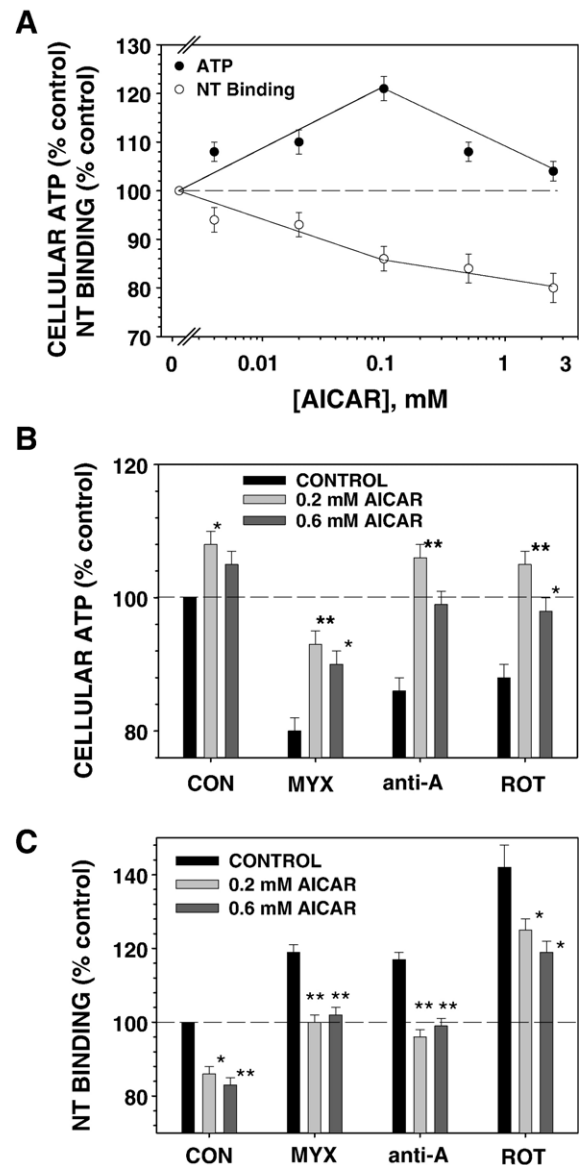 A
CELLULAR ATP (% control)
NT BINDING (% control)
130
120
110
100
90
80
70
ATP
NT Binding
0 0.01 0.1 1 3
[AICAR], mM
B
CELLULAR ATP (% control)
120
100
80
CONTROL
0.2 mM AICAR
0.6 mM AICAR
*
**
*
**
**
*
CON MYX anti-A ROT
C
NT BINDING (% control)
140
120
100
80
CONTROL
0.2 mM AICAR
0.6 mM AICAR
* **
** **
** **
* *
CON MYX anti-A ROT